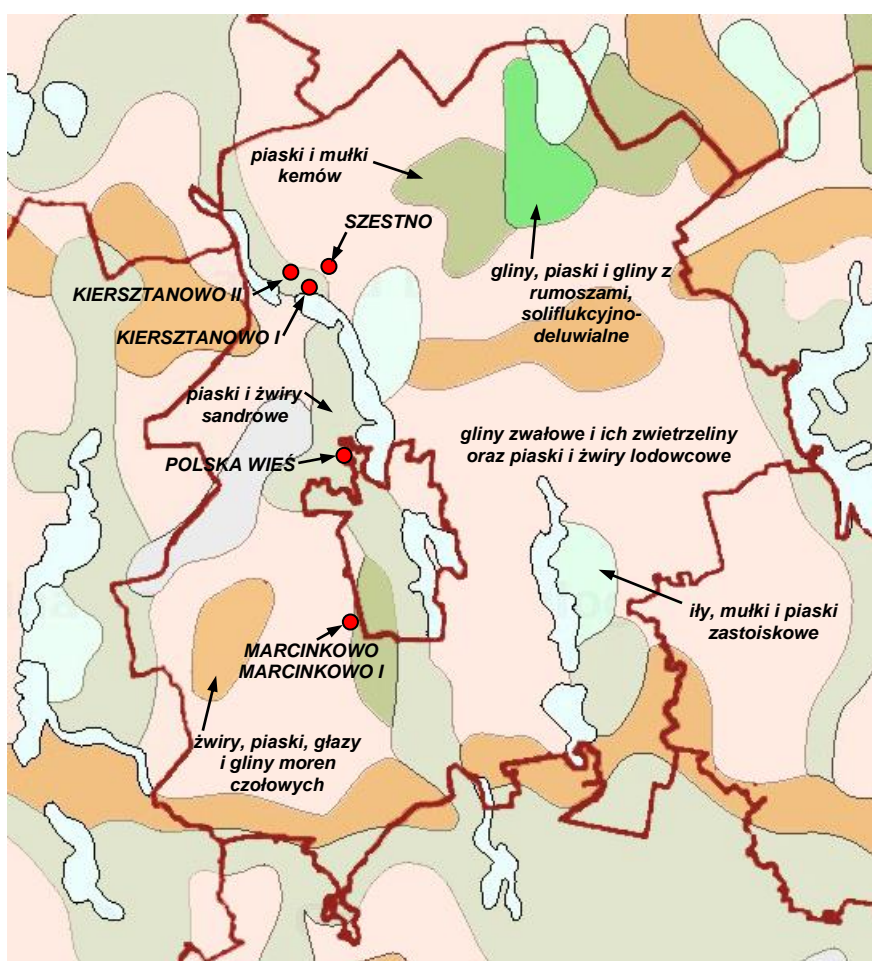 piaski i mułki
kemów
SZESTNO
gliny, piaski i gliny z
rumoszami,
soliflukcyjno-
deluwialne
KIERSZTANOWO II
KIERSZTANOWO I
piaski i żwiry
sandrowe
gliny zwałowe i ich zwietrzeliny
oraz piaski i żwiry lodowcowe
POLSKA WIEŚ
iły, mułki i piaski
zastoiskowe
MARCINKOWO
MARCINKOWO I
żwiry, piaski, głazy
i gliny moren
czołowych